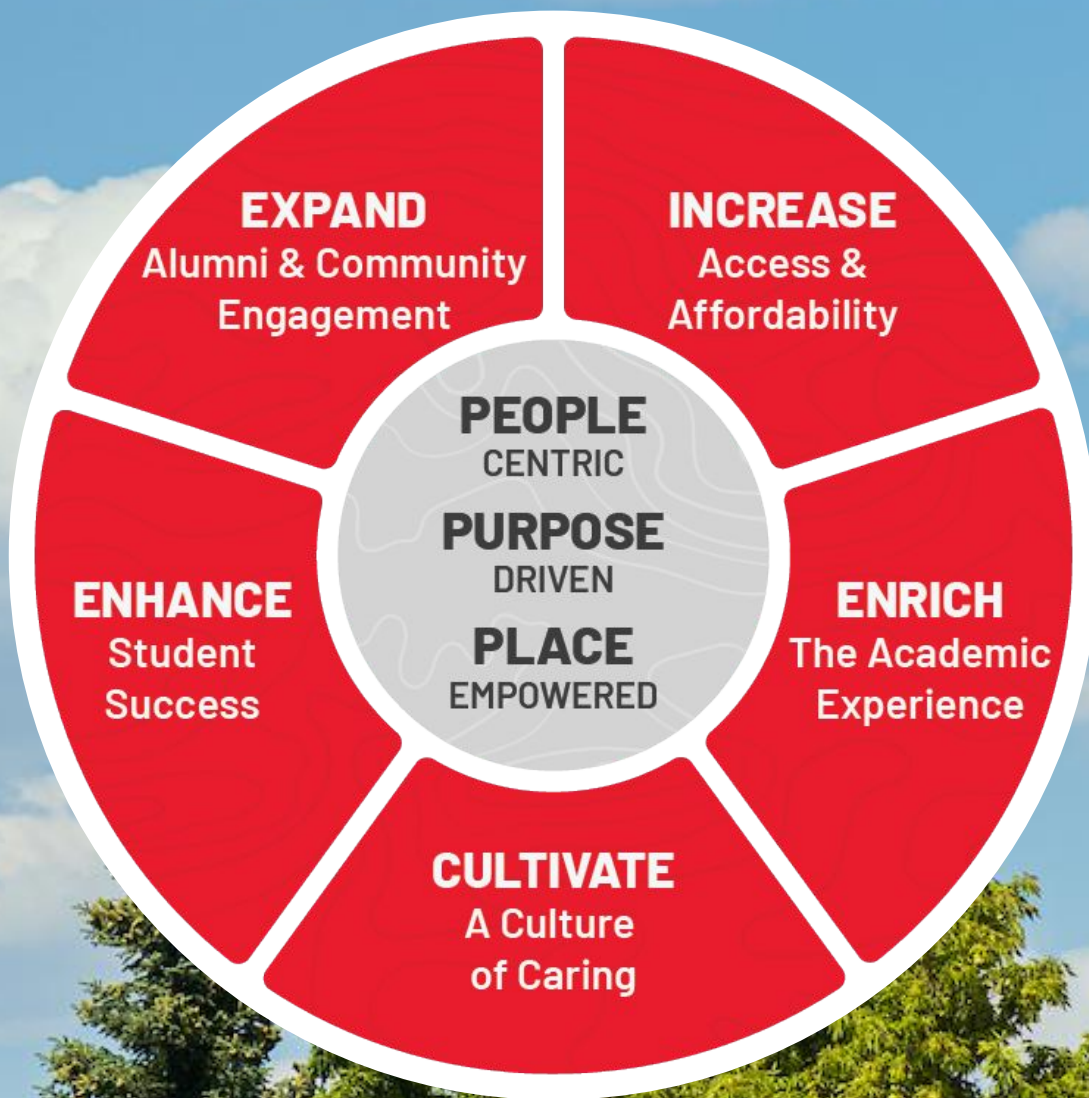 EXPAND
Alumni & Community
Engagement
INCREASE
Access &
Affordability
PEOPLE
CENTRIC
PURPOSE
DRIVEN
PLACE
EMPOWERED
ENHANCE
Student
Success
ENRICH
The Academic
Experience
CULTIVATE
A Culture
of Caring